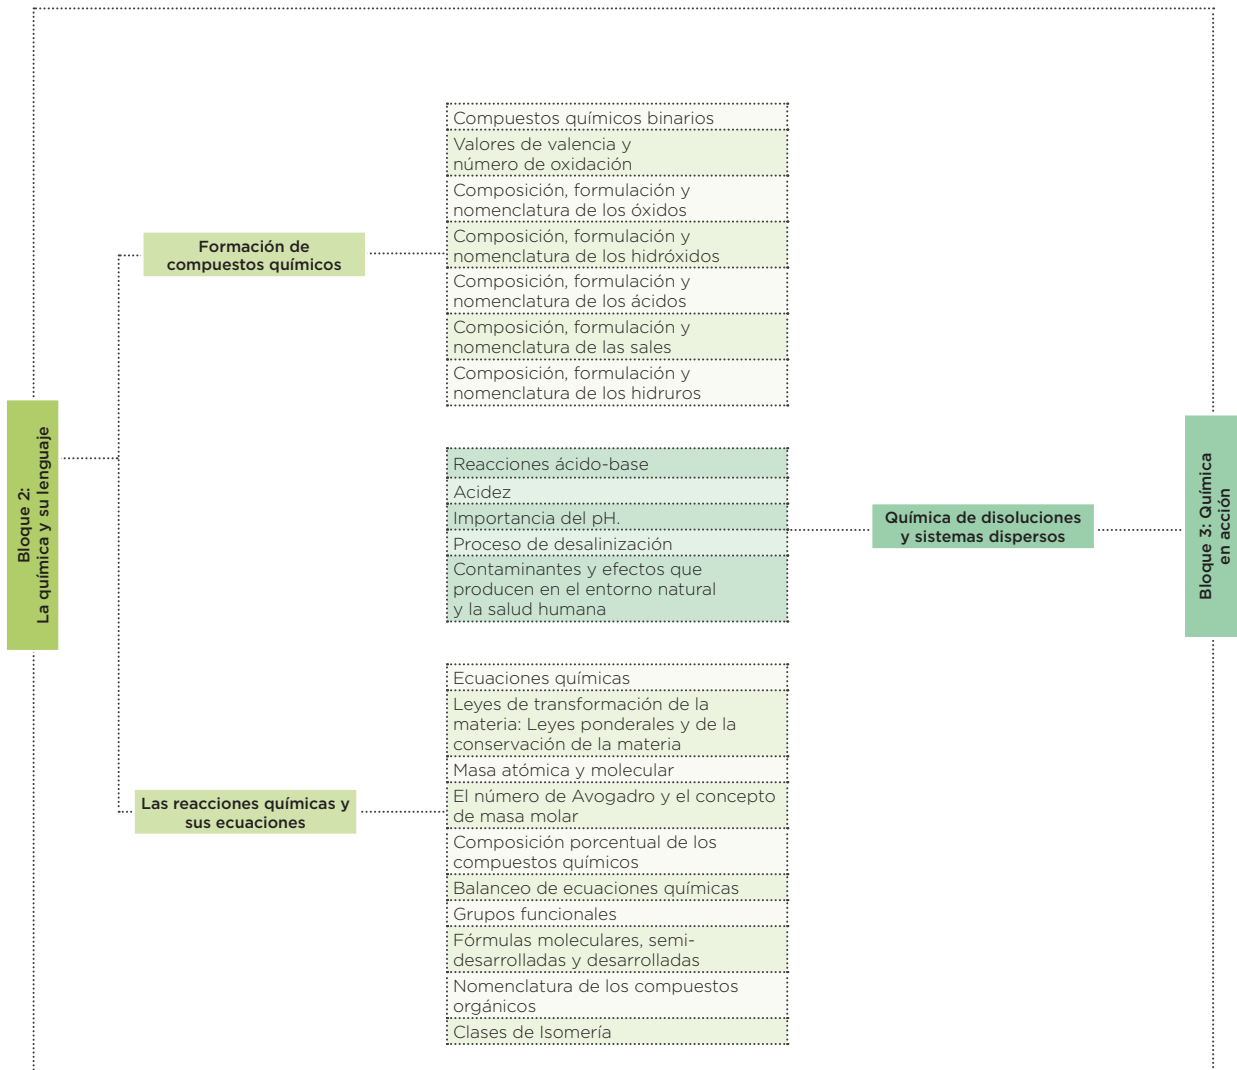 Bloque 2:
La química y su lenguaje
Formación de
compuestos químicos
Compuestos químicos binarios
Valores de valencia y
número de oxidación
Composición, formulación y
nomenclatura de los óxidos
Composición, formulación y
nomenclatura de los hidróxidos
Composición, formulación y
nomenclatura de los ácidos
Composición, formulación y
nomenclatura de las sales
Composición, formulación y
nomenclatura de los hidruros
Reacciones ácido-base
Acidez
Importancia del pH.
Proceso de desalinización
Contaminantes y efectos que
producen en el entorno natural
y la salud humana
Química de disoluciones
y sistemas dispersos
Bloque 3: Química
en acción
Las reacciones químicas y
sus ecuaciones
Ecuaciones químicas
Leyes de transformación de la
materia: Leyes ponderales y de la
conservación de la materia
Masa atómica y molecular
El número de Avogadro y el concepto
de masa molar
Composición porcentual de los
compuestos químicos
Balanceo de ecuaciones químicas
Grupos funcionales
Fórmulas moleculares, semi-
desarrolladas y desarrolladas
Nomenclatura de los compuestos
orgánicos
Clases de Isomería